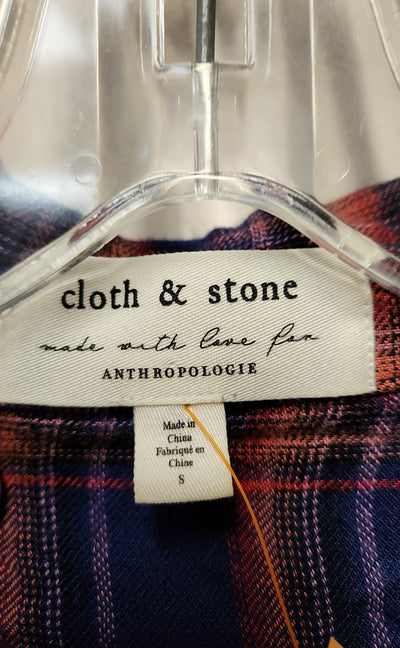 cloth & stone
made with love for
ANTHROPOLOGIE
Made in
China
Fabriqué en
Chine
S